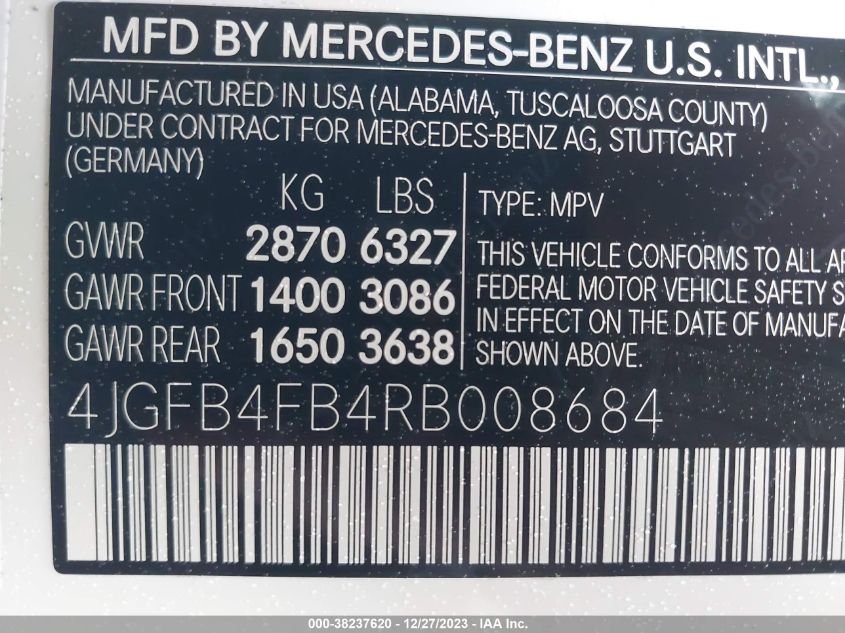 MFD BY MERCEDES-BENZ U.S. INTL.,
MANUFACTURED IN USA (ALABAMA, TUSCALOOSA COUNTY)
UNDER CONTRACT FOR MERCEDES-BENZ AG, STUTTGART
(GERMANY)
KG LBS
GVWR 2870 6327
GAWR FRONT 1400 3086
GAWR REAR 1650 3638
TYPE: MPV
THIS VEHICLE CONFORMS TO ALL
FEDERAL MOTOR VEHICLE SAFETY
IN EFFECT ON THE DATE OF
SHOWN ABOVE.
4JGFB4FB4RB008684
000-38237620 - 12/27/2023 - IAA Inc.